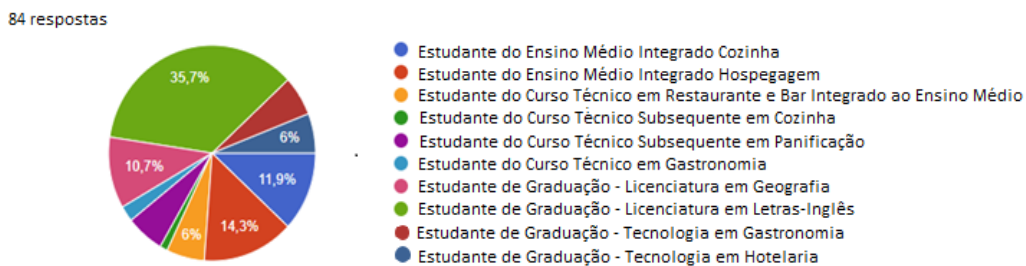 84 respostas
35,7%
6%
10,7%
11,9%
14,3%
6%
Estudante do Ensino Médio Integrado Cozinha
Estudante do Ensino Médio Integrado Hospegagem
Estudante do Curso Técnico em Restaurante e Bar Integrado ao Ensino Médio
Estudante do Curso Técnico Subsequente em Cozinha
Estudante do Curso Técnico Subsequente em Panificação
Estudante do Curso Técnico em Gastronomia
Estudante de Graduação - Licenciatura em Geografia
Estudante de Graduação - Licenciatura em Letras-Inglês
Estudante de Graduação - Tecnologia em Gastronomia
Estudante de Graduação - Tecnologia em Hotelaria